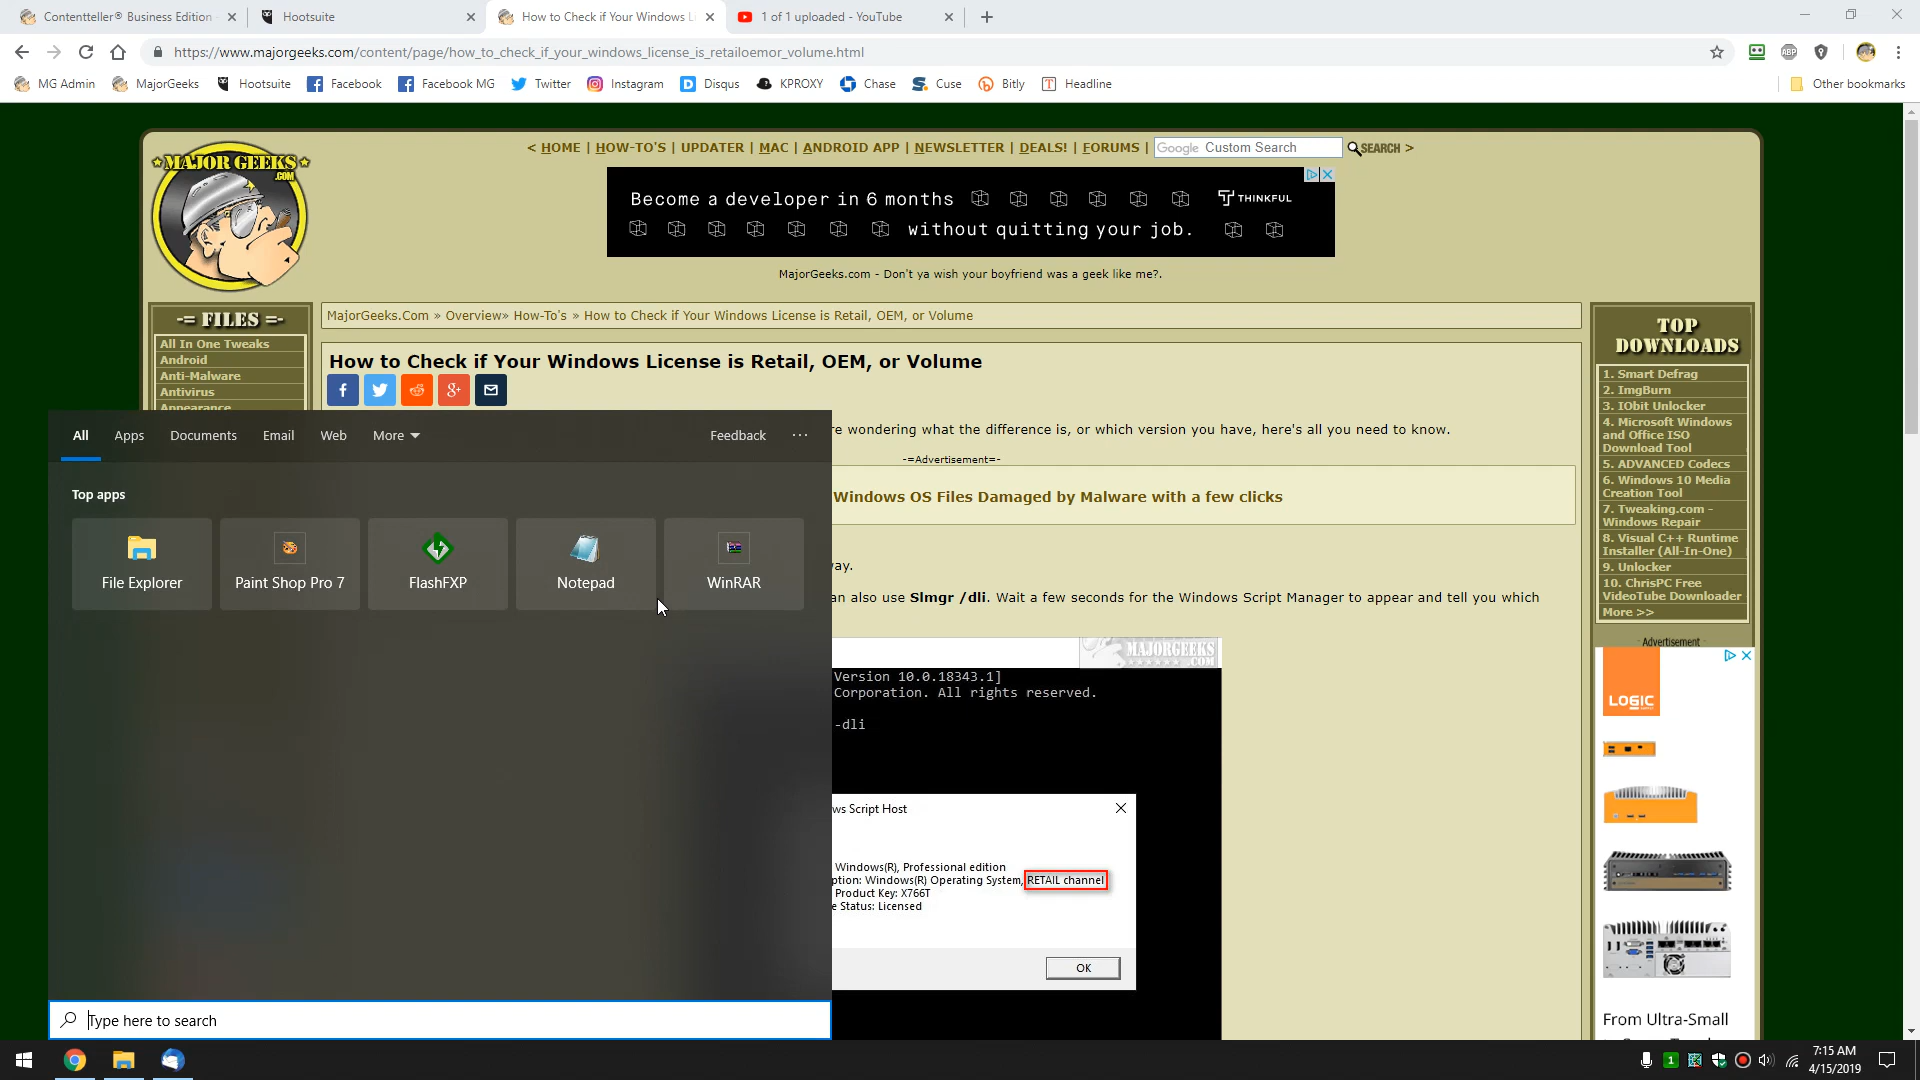 Contentteller® Business Edition
Hootsuite
How to Check if Your Windows Li
1 of 1 uploaded - YouTube
https://www.majorgeeks.com/content/page/how_to_check_if_your_windows_license_is_retailoemor_volume.html
ABP
MG Admin
MajorGeeks
Hootsuite
Facebook
Facebook MG
Twitter
Instagram
Disqus
KPROXY
Chase
Cuse
Bitly
Headline
Other bookmarks
MAJOR GEEKS
.COM
< HOME | HOW-TO'S | UPDATER | MAC | ANDROID APP | NEWSLETTER | DEALS! | FORUMS | Google Custom Search SEARCH >
Become a developer in 6 months
without quitting your job.
THINKFUL
MajorGeeks.com - Don't ya wish your boyfriend was a geek like me?.
-= FILES =-
All In One Tweaks
Android
Anti-Malware
Antivirus
Appearance
MajorGeeks.Com » Overview» How-To's » How to Check if Your Windows License is Retail, OEM, or Volume
How to Check if Your Windows License is Retail, OEM, or Volume
re wondering what the difference is, or which version you have, here's all you need to know.
-=Advertisement=-
Windows OS Files Damaged by Malware with a few clicks
way.
an also use Slmgr /dli. Wait a few seconds for the Windows Script Manager to appear and tell you which
MAJORGEEKS
.COM
Version 10.0.18343.1]
Corporation. All rights reserved.
-dli
ws Script Host
Windows(R), Professional edition
ption: Windows(R) Operating System, RETAIL channel
Product Key: X766T
e Status: Licensed
OK
TOP
DOWNLOADS
1. Smart Defrag
2. ImgBurn
3. IObit Unlocker
4. Microsoft Windows
and Office ISO
Download Tool
5. ADVANCED Codecs
6. Windows 10 Media
Creation Tool
7. Tweaking.com -
Windows Repair
8. Visual C++ Runtime
Installer (All-In-One)
9. Unlocker
10. ChrisPC Free
VideoTube Downloader
More >>
Advertisement
LOGIC
From Ultra-Small
All
Apps
Documents
Email
Web
More
Feedback
Top apps
File Explorer
Paint Shop Pro 7
FlashFXP
Notepad
WinRAR
Type here to search
1
7:15 AM
4/15/2019